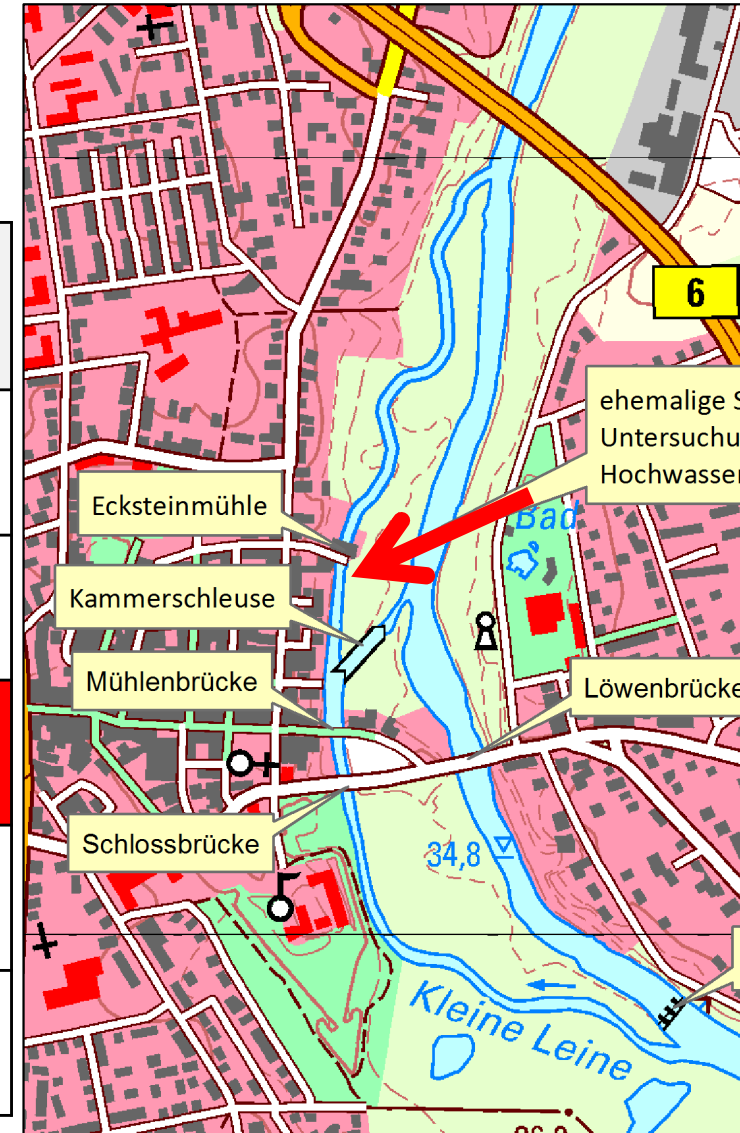 6
ehemalige S
Untersuchu
Hochwasser
Ecksteinmühle
Bad
Kammerschleuse
Mühlenbrücke
Löwenbrücke
Schlossbrücke
34,8
Kleine Leine